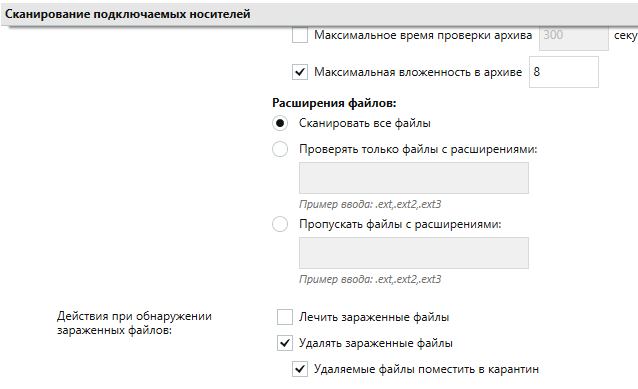 Сканирование подключаемых носителей
Максимальное время проверки архива 300 секу
Максимальная вложенность в архиве 8
Расширения файлов:
Сканировать все файлы
Проверять только файлы с расширениями:
Пример ввода: .ext,.ext2,.ext3
Пропускать файлы с расширениями:
Пример ввода: .ext,.ext2,.ext3
Действия при обнаружении
зараженных файлов:
Лечить зараженные файлы
Удалять зараженные файлы
Удаляемые файлы поместить в карантин